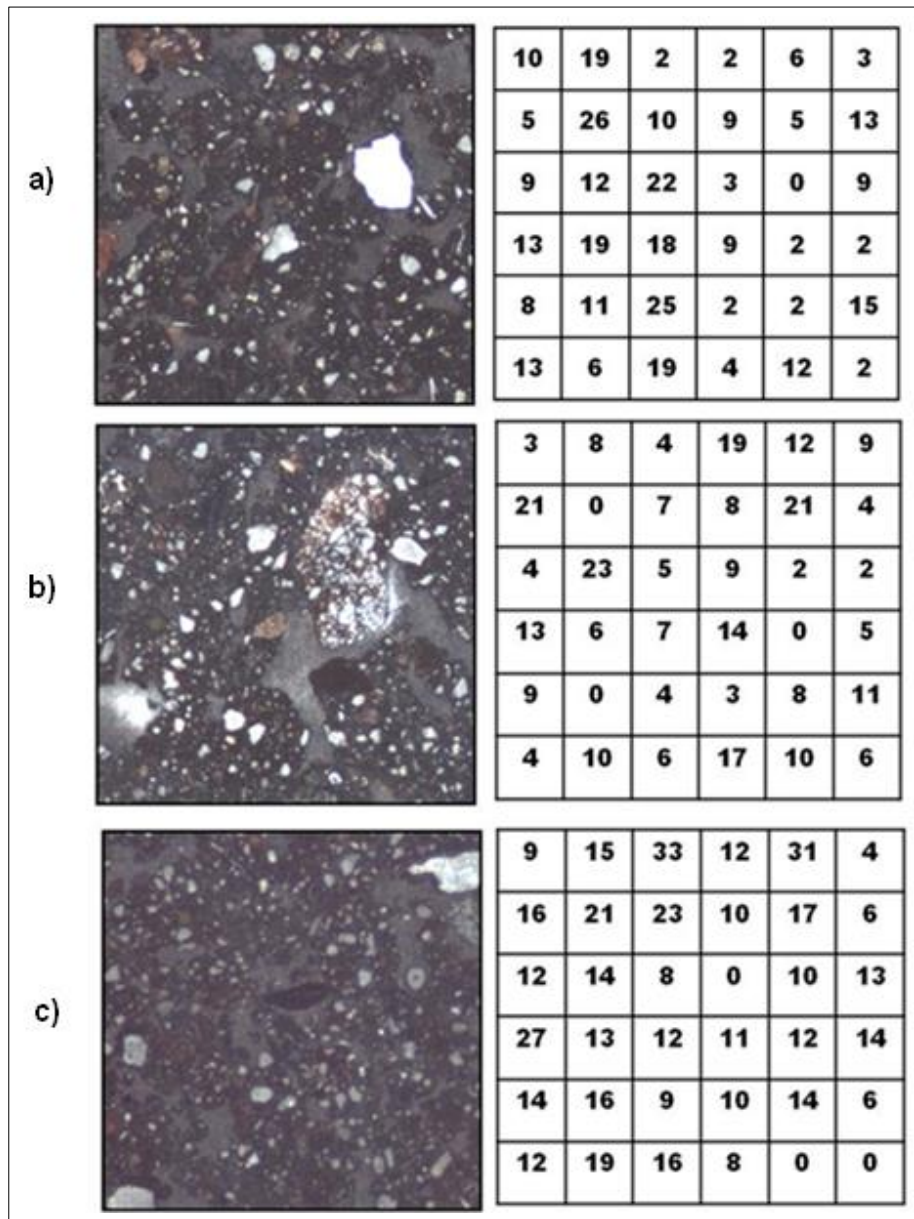 a)
10 19 2 2 6 3
5 26 10 9 5 13
9 12 22 3 0 9
13 19 18 9 2 2
8 11 25 2 2 15
13 6 19 4 12 2
b)
3 8 4 19 12 9
21 0 7 8 21 4
4 23 5 9 2 2
13 6 7 14 0 5
9 0 4 3 8 11
4 10 6 17 10 6
c)
9 15 33 12 31 4
16 21 23 10 17 6
12 14 8 0 10 13
27 13 12 11 12 14
14 16 9 10 14 6
12 19 16 8 0 0